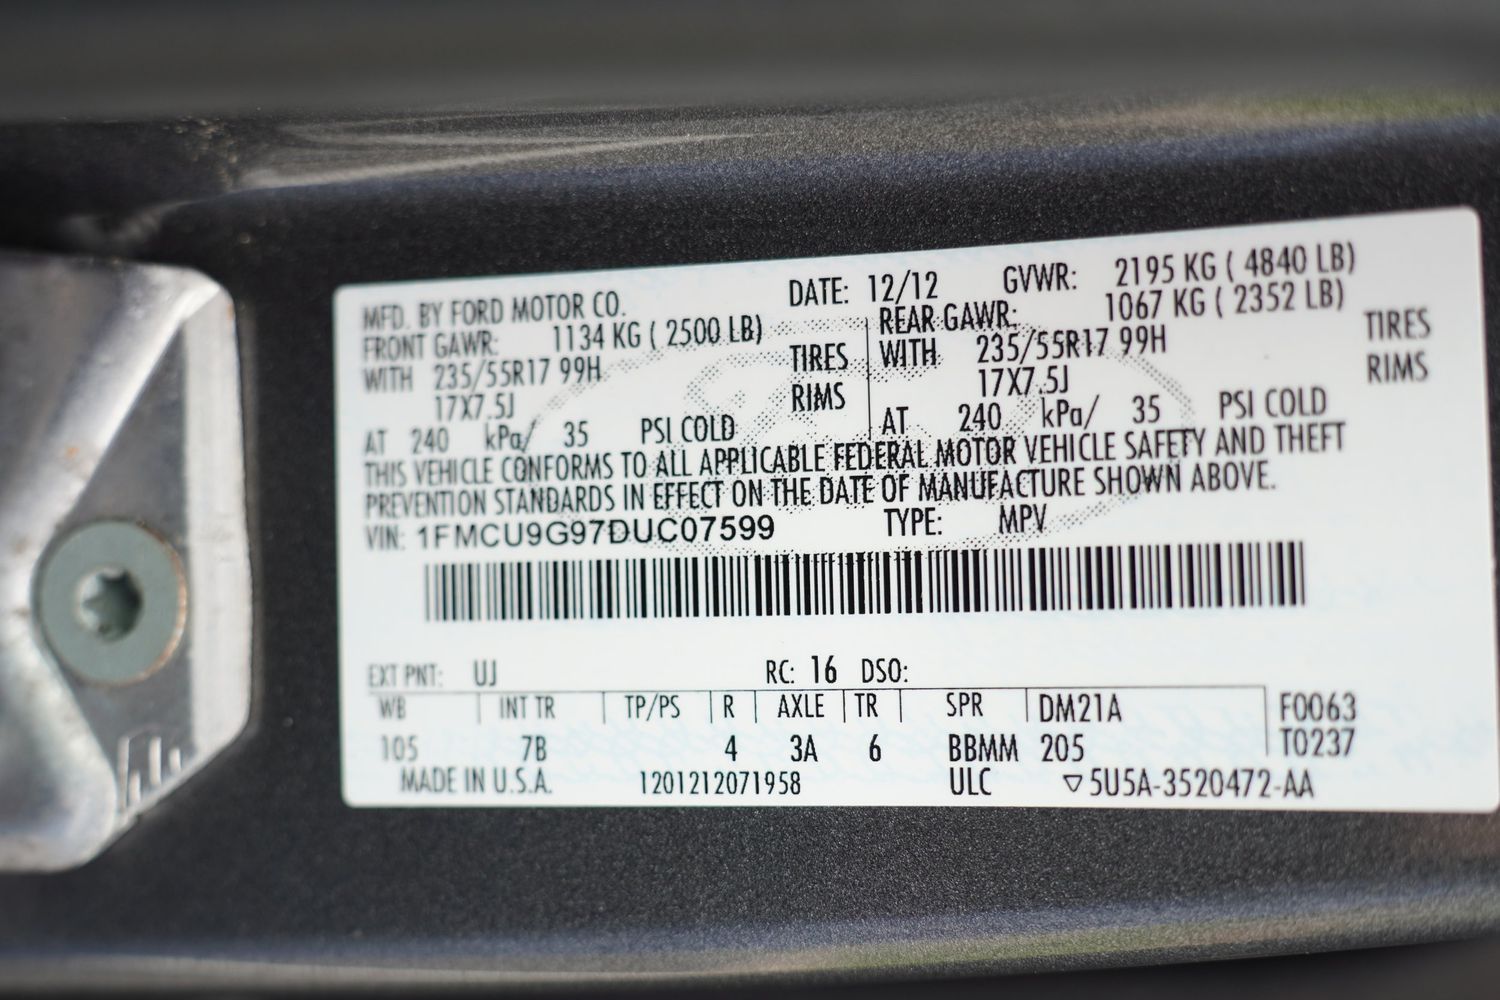 MFD. BY FORD MOTOR CO. DATE: 12/12 GVWR: 2195 KG ( 4840 LB)
FRONT GAWR: 1134 KG ( 2500 LB) REAR GAWR: 1067 KG ( 2352 LB)
WITH 235/55R17 99H TIRES WITH 235/55R17 99H TIRES
17X7.5J RIMS 17X7.5J RIMS
AT 240 kPa/ 35 PSI COLD AT 240 kPa/ 35 PSI COLD
THIS VEHICLE CONFORMS TO ALL APPLICABLE FEDERAL MOTOR VEHICLE SAFETY AND THEFT
PREVENTION STANDARDS IN EFFECT ON THE DATE OF MANUFACTURE SHOWN ABOVE.
VIN: 1FMCU9G97DUC07599 TYPE: MPV
EXT PNT: UJ RC: 16 DSO:
WB INT TR TP/PS R AXLE TR SPR DM21A F0063
105 7B 4 3A 6 BBMM 205 T0237
MADE IN U.S.A. 1201212071958 ULC ▽5U5A-3520472-AA